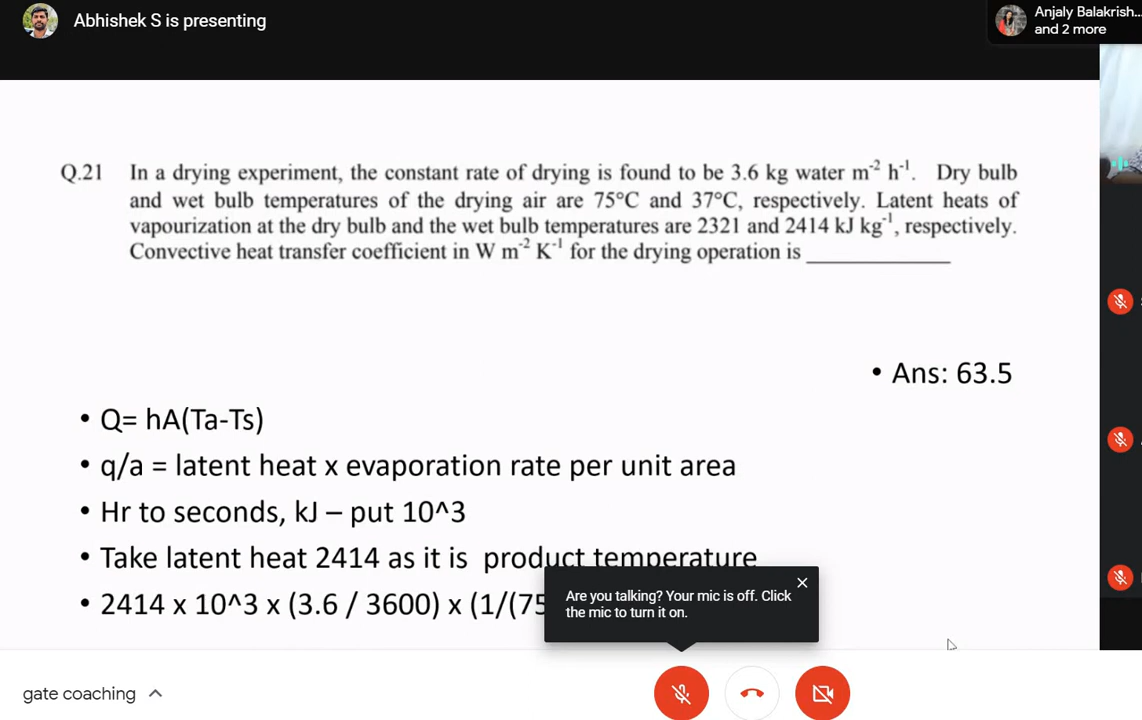 Abhishek S is presenting
Anjaly Balakrish...
and 2 more
Q.21 In a drying experiment, the constant rate of drying is found to be 3.6 kg water m⁻² h⁻¹. Dry bulb
and wet bulb temperatures of the drying air are 75°C and 37°C, respectively. Latent heats of
vapourization at the dry bulb and the wet bulb temperatures are 2321 and 2414 kJ kg⁻¹, respectively.
Convective heat transfer coefficient in W m⁻² K⁻¹ for the drying operation is ____________
• Ans: 63.5
• Q= hA(Ta-Ts)
• q/a = latent heat x evaporation rate per unit area
• Hr to seconds, kJ – put 10^3
• Take latent heat 2414 as it is product temperature
• 2414 x 10^3 x (3.6 / 3600) x (1/(75
Are you talking? Your mic is off. Click
the mic to turn it on.
gate coaching